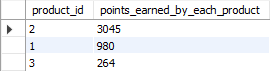 product_id points_earned_by_each_product
2 3045
1 980
3 264